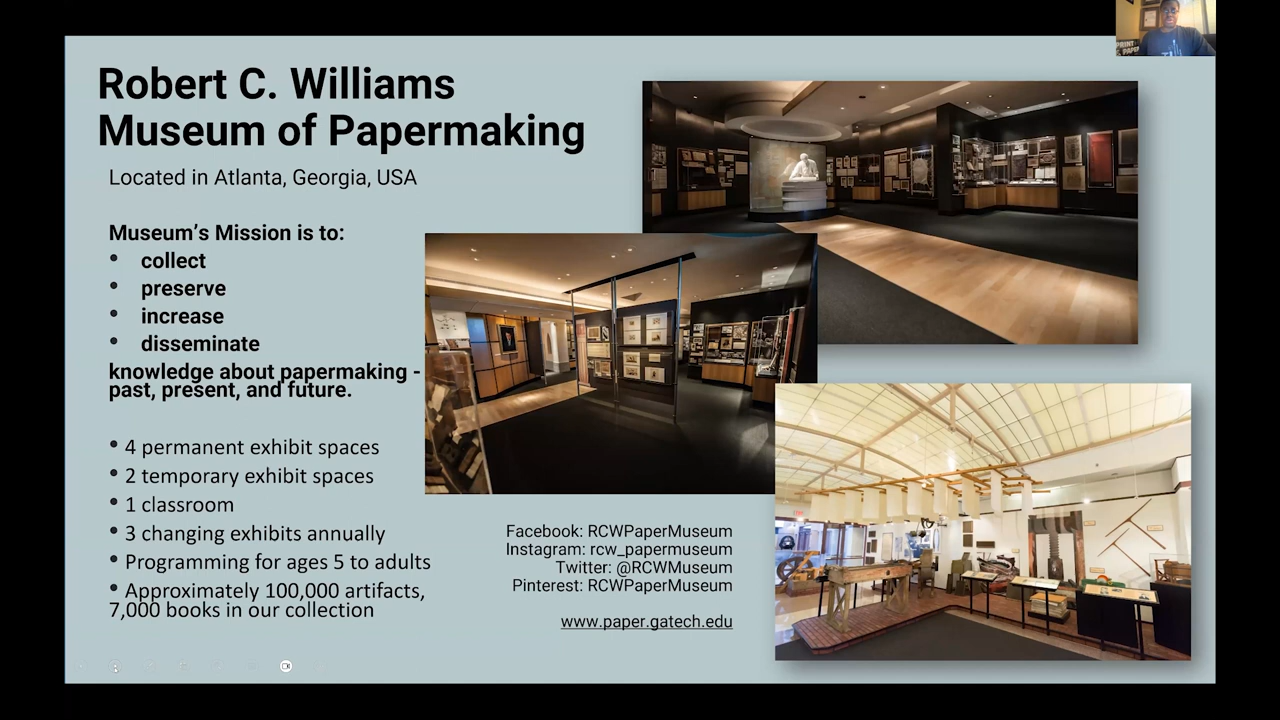 Robert C. Williams
Museum of Papermaking
Located in Atlanta, Georgia, USA
Museum's Mission is to:
• collect
• preserve
• increase
• disseminate
knowledge about papermaking -
past, present, and future.
• 4 permanent exhibit spaces
• 2 temporary exhibit spaces
• 1 classroom
• 3 changing exhibits annually
• Programming for ages 5 to adults
• Approximately 100,000 artifacts,
7,000 books in our collection
Facebook: RCWPaperMuseum
Instagram: rcw_papermuseum
Twitter: @RCWMuseum
Pinterest: RCWPaperMuseum
www.paper.gatech.edu